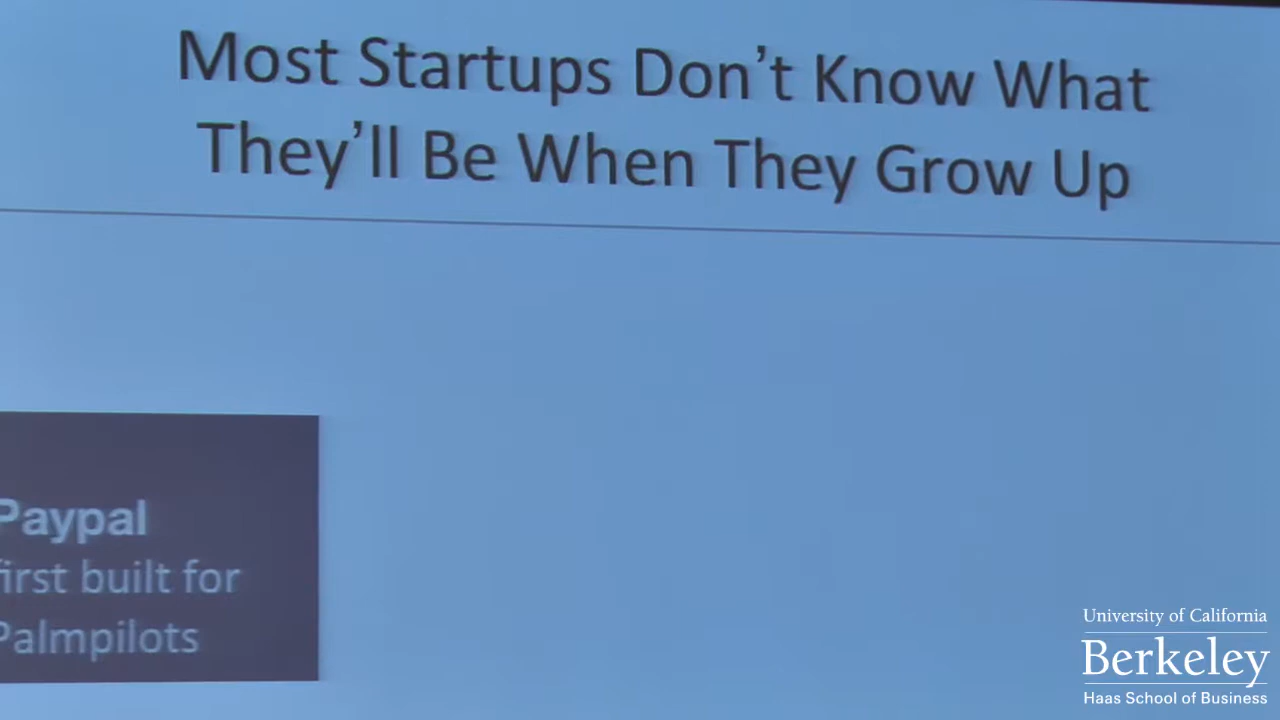 Most Startups Don't Know What
They'll Be When They Grow Up
Paypal
first built for
Palmpilots
University of California
Berkeley
Haas School of Business